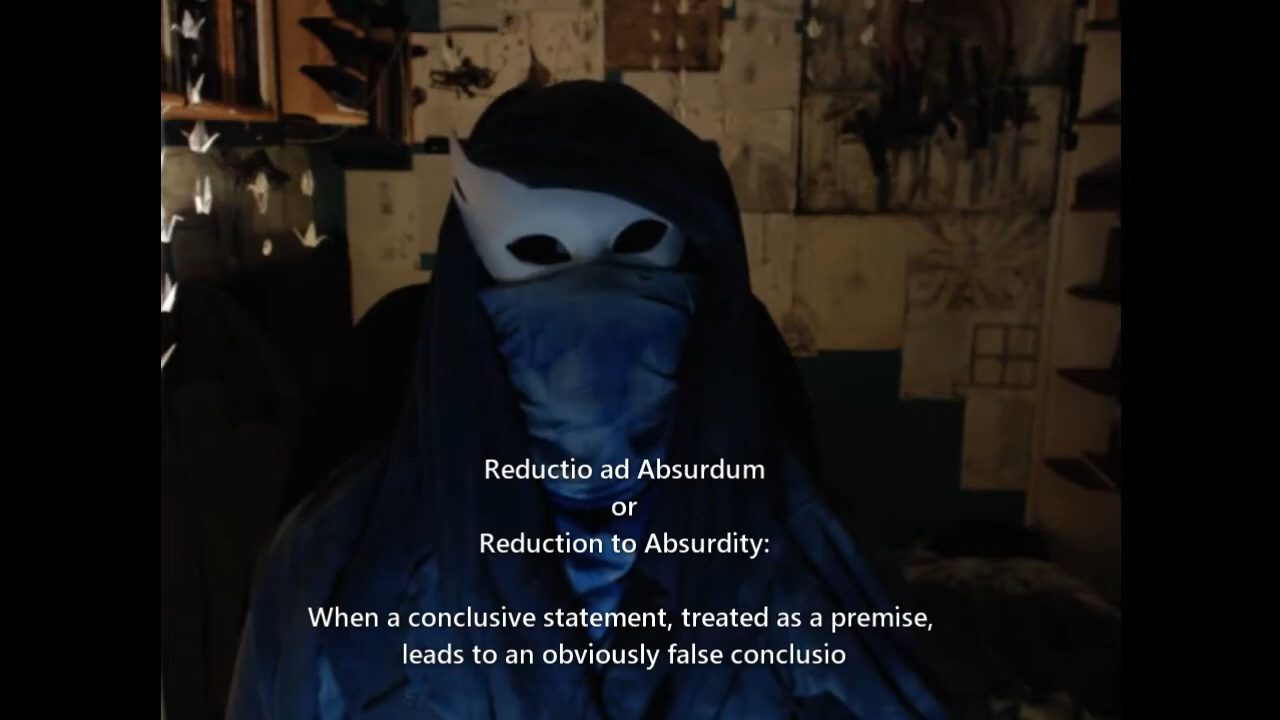 Reductio ad Absurdum
or
Reduction to Absurdity:
When a conclusive statement, treated as a premise,
leads to an obviously false conclusio